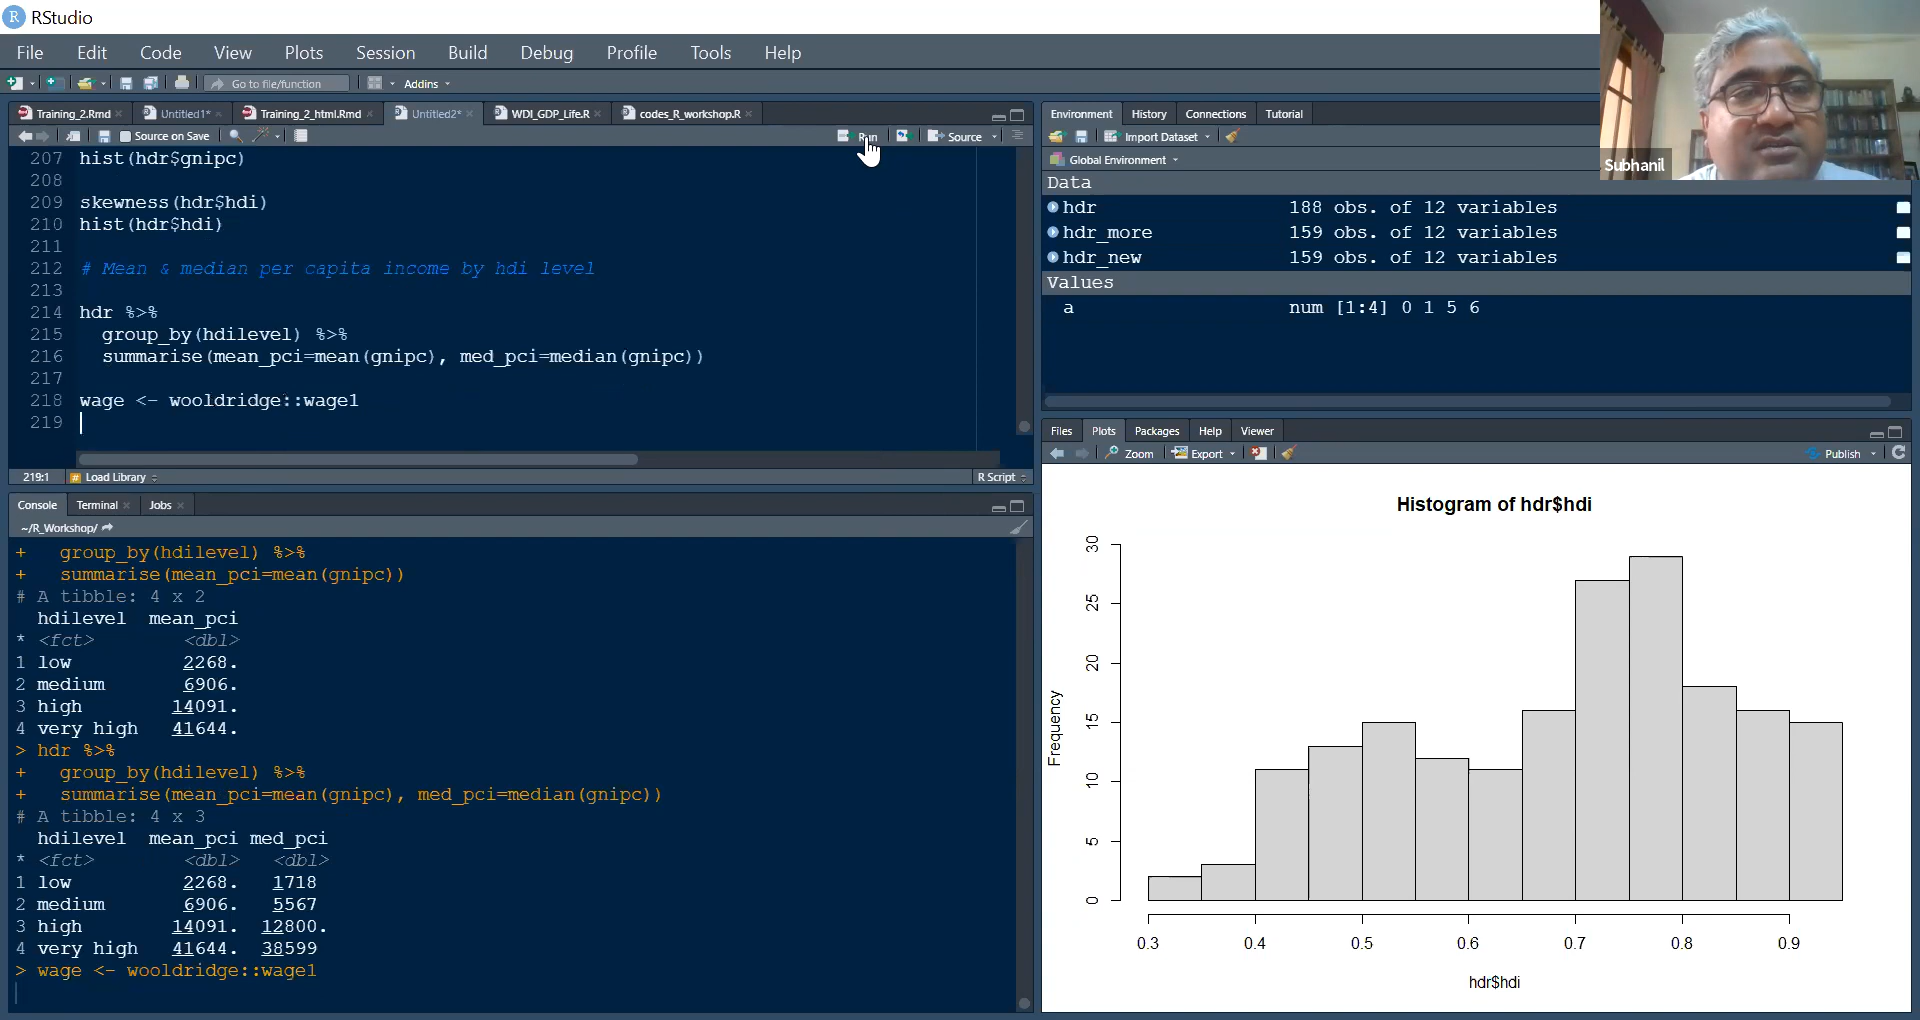 RStudio
File Edit Code View Plots Session Build Debug Profile Tools Help
Go to file/function Addins
Training_2.Rmd Untitled1* Training_2_html.Rmd Untitled2* WDI_GDP_Life.R codes_R_workshop.R
Source on Save Run Source
207 hist(hdr$gnipc)
208
209 skewness(hdr$hdi)
210 hist(hdr$hdi)
211
212 # Mean & median per capita income by hdi level
213
214 hdr %>%
215 group_by(hdilevel) %>%
216 summarise(mean_pci=mean(gnipc), med_pci=median(gnipc))
217
218 wage <- wooldridge::wage1
219
219:1 # Load Library R Script
Console Terminal Jobs
~/R_Workshop/
+ group_by(hdilevel) %>%
+ summarise(mean_pci=mean(gnipc))
# A tibble: 4 x 2
hdilevel mean_pci
* <fct> <dbl>
1 low 2268.
2 medium 6906.
3 high 14091.
4 very high 41644.
> hdr %>%
+ group_by(hdilevel) %>%
+ summarise(mean_pci=mean(gnipc), med_pci=median(gnipc))
# A tibble: 4 x 3
hdilevel mean_pci med_pci
* <fct> <dbl> <dbl>
1 low 2268. 1718
2 medium 6906. 5567
3 high 14091. 12800.
4 very high 41644. 38599
> wage <- wooldridge::wage1
Subhanil
Environment History Connections Tutorial
Import Dataset
Global Environment
Data
hdr 188 obs. of 12 variables
hdr_more 159 obs. of 12 variables
hdr_new 159 obs. of 12 variables
Values
a num [1:4] 0 1 5 6
Files Plots Packages Help Viewer
Zoom Export Publish
Histogram of hdr$hdi
Frequency
30
25
20
15
10
5
0
0.3 0.4 0.5 0.6 0.7 0.8 0.9
hdr$hdi